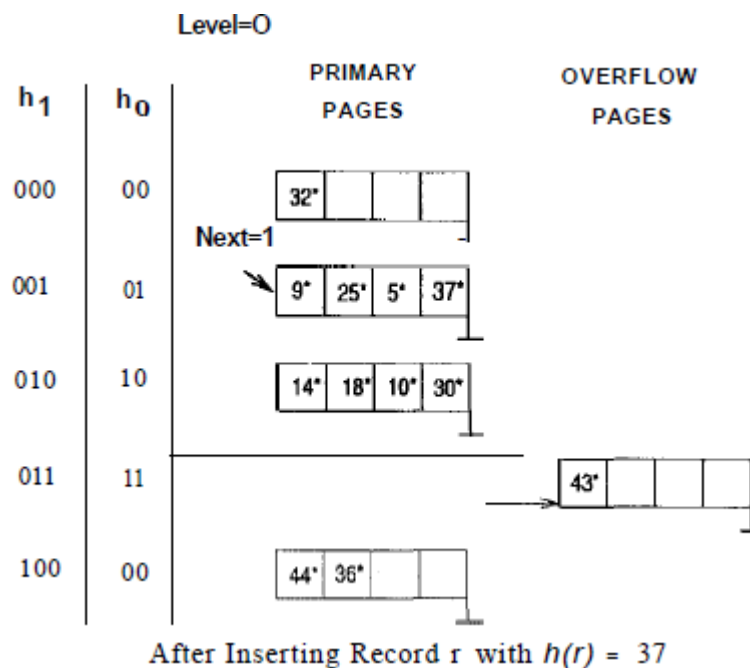 Level=O
h1 h0 PRIMARY PAGES OVERFLOW PAGES
000 00 32*
Next=1
001 01 9* 25* 5* 37*
010 10 14* 18* 10* 30*
011 11 43*
100 00 44* 36*
After Inserting Record r with h(r) = 37